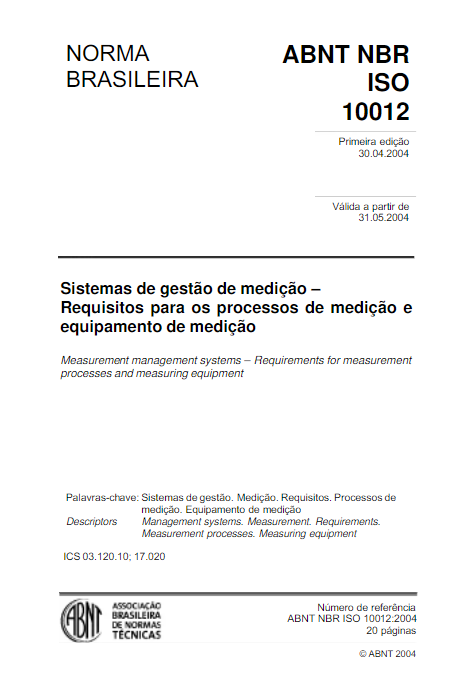 NORMA
BRASILEIRA
ABNT NBR
ISO
10012
Primeira edição
30.04.2004
Válida a partir de
31.05.2004
Sistemas de gestão de medição –
Requisitos para os processos de medição e
equipamento de medição
Measurement management systems – Requirements for measurement
processes and measuring equipment
Palavras-chave: Sistemas de gestão. Medição. Requisitos. Processos de
medição. Equipamento de medição
Descriptors Management systems. Measurement. Requirements.
Measurement processes. Measuring equipment
ICS 03.120.10; 17.020
ABNT
ASSOCIAÇÃO
BRASILEIRA
DE NORMAS
TÉCNICAS
Número de referência
ABNT NBR ISO 10012:2004
20 páginas
© ABNT 2004